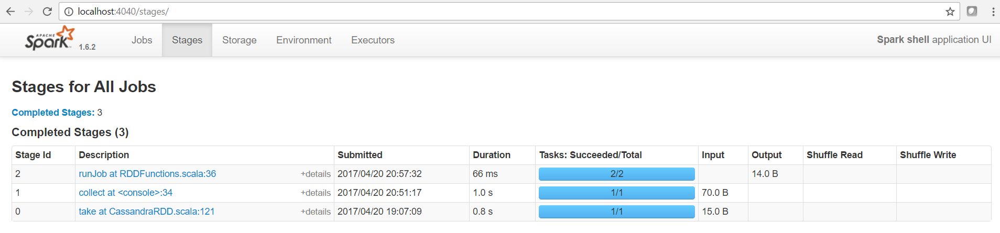 localhost:4040/stages/
APACHE Spark 1.6.2 Jobs Stages Storage Environment Executors Spark shell application UI
Stages for All Jobs
Completed Stages: 3
Completed Stages (3)
Stage Id Description Submitted Duration Tasks: Succeeded/Total Input Output Shuffle Read Shuffle Write
2 runJob at RDDFunctions.scala:36 +details 2017/04/20 20:57:32 66 ms 2/2 14.0 B
1 collect at <console>:34 +details 2017/04/20 20:51:17 1.0 s 1/1 70.0 B
0 take at CassandraRDD.scala:121 +details 2017/04/20 19:07:09 0.8 s 1/1 15.0 B